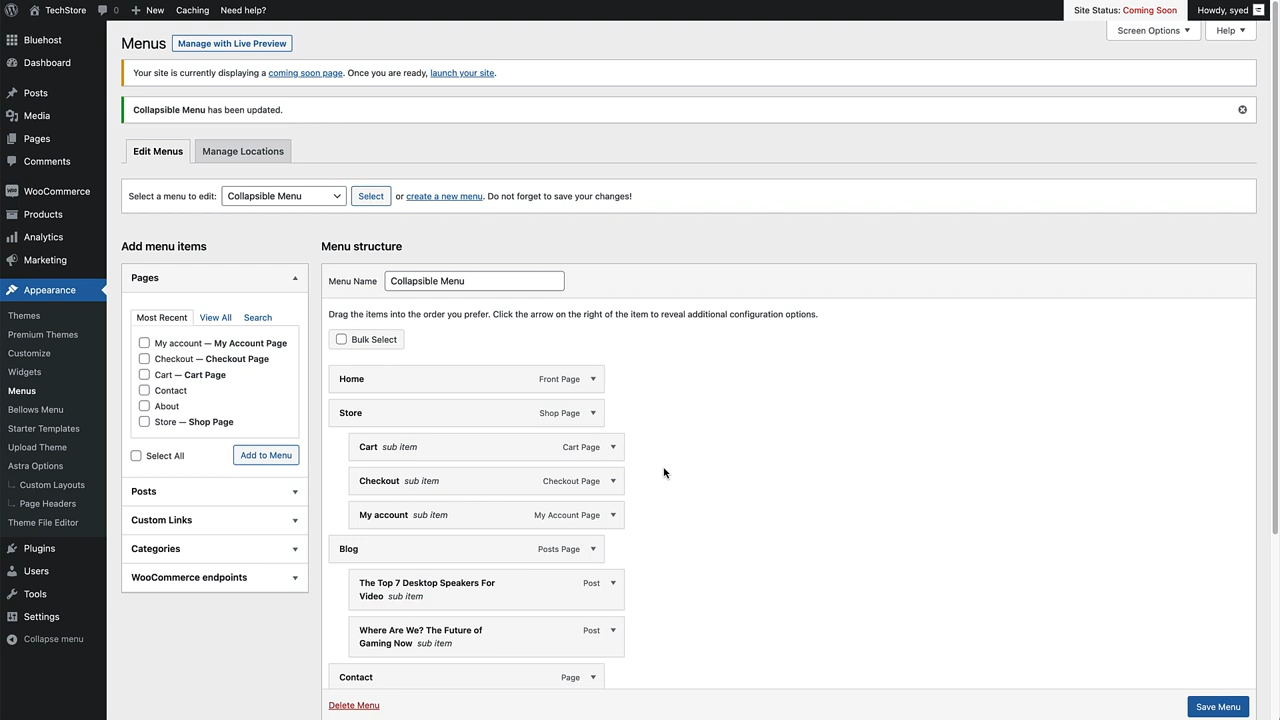 TechStore 0 New Caching Need help? Site Status: Coming Soon Howdy, syed
Screen Options Help
Bluehost
Dashboard
Posts
Media
Pages
Comments
WooCommerce
Products
Analytics
Marketing
Appearance
Themes
Premium Themes
Customize
Widgets
Menus
Bellows Menu
Starter Templates
Upload Theme
Astra Options
Custom Layouts
Page Headers
Theme File Editor
Plugins
Users
Tools
Settings
Collapse menu
Menus Manage with Live Preview
Your site is currently displaying a coming soon page. Once you are ready, launch your site.
Collapsible Menu has been updated.
Edit Menus Manage Locations
Select a menu to edit: Collapsible Menu Select or create a new menu. Do not forget to save your changes!
Add menu items
Pages
Most Recent View All Search
My account — My Account Page
Checkout — Checkout Page
Cart — Cart Page
Contact
About
Store — Shop Page
Select All Add to Menu
Posts
Custom Links
Categories
WooCommerce endpoints
Menu structure
Menu Name Collapsible Menu
Drag the items into the order you prefer. Click the arrow on the right of the item to reveal additional configuration options.
Bulk Select
Home Front Page
Store Shop Page
Cart sub item Cart Page
Checkout sub item Checkout Page
My account sub item My Account Page
Blog Posts Page
The Top 7 Desktop Speakers For Post
Video sub item
Where Are We? The Future of Post
Gaming Now sub item
Contact Page
Delete Menu Save Menu